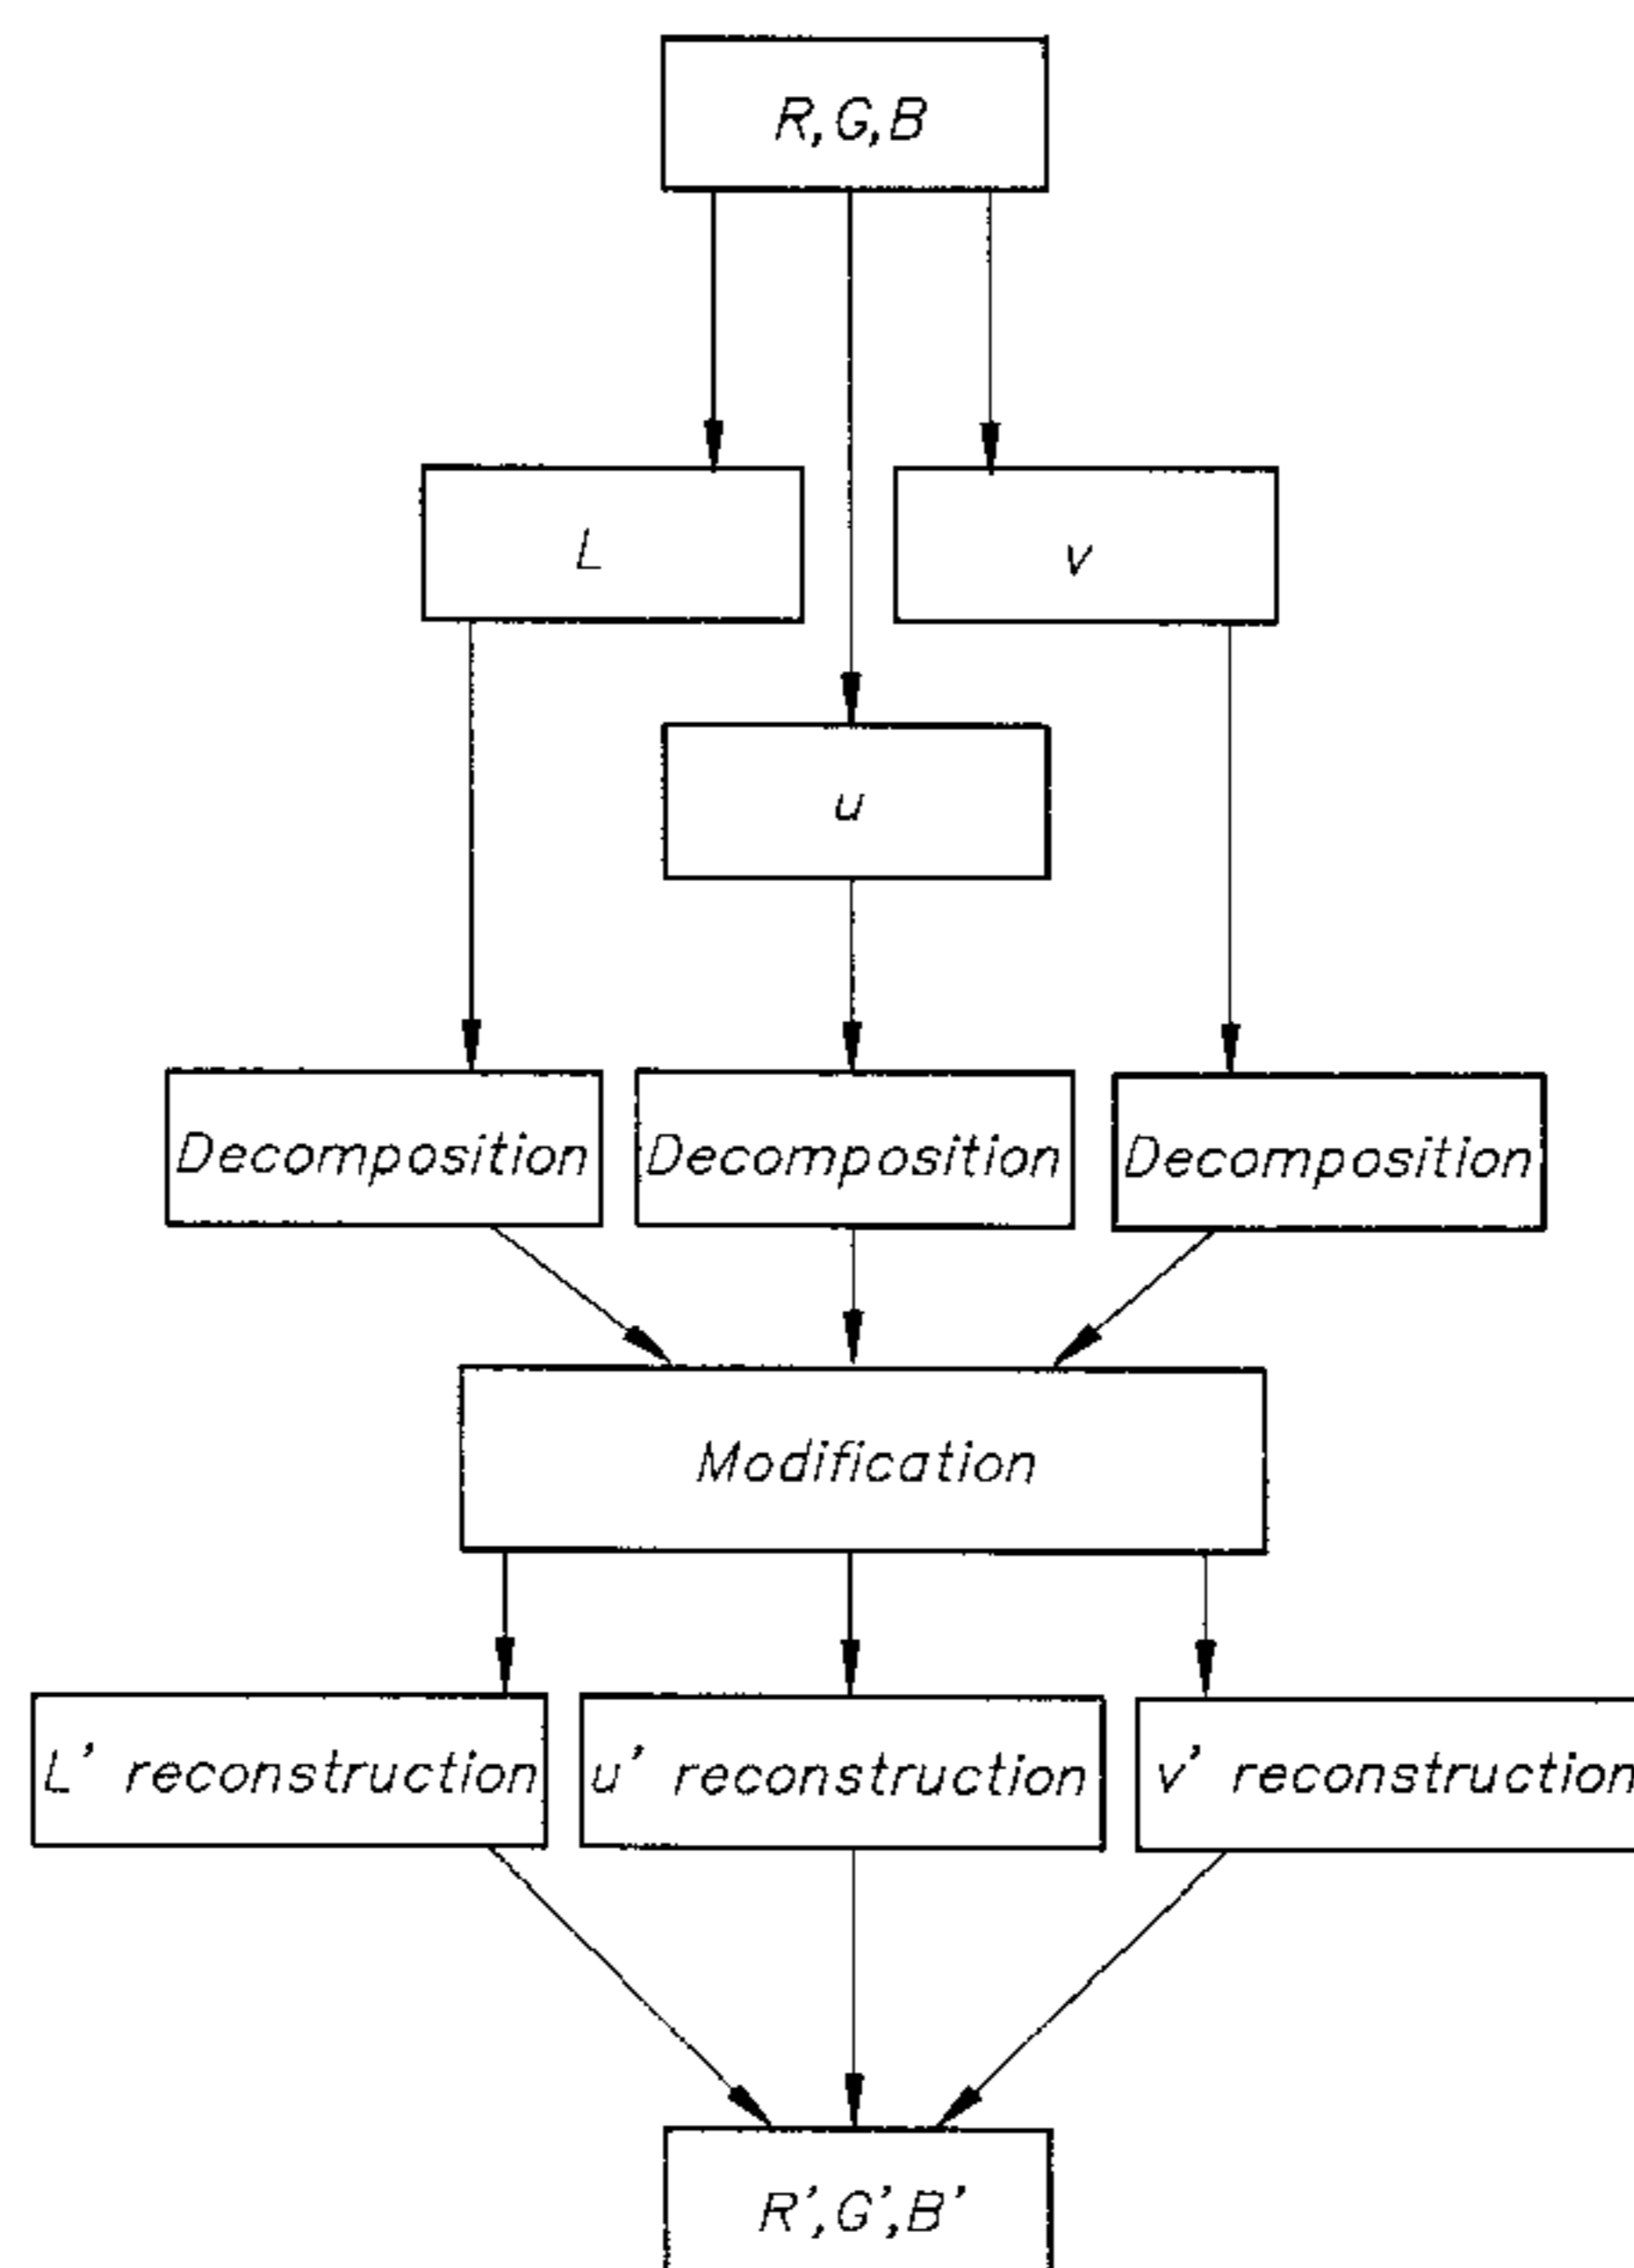 R,G,B
L
v
u
Decomposition
Decomposition
Decomposition
Modification
L' reconstruction
u' reconstruction
v' reconstruction
R',G',B'